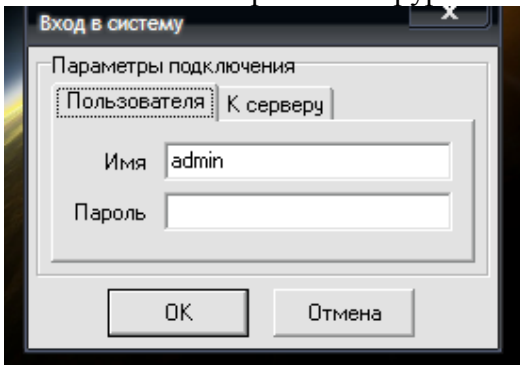 Вход в систему
Параметры подключения
Пользователя К серверу
Имя admin
Пароль
OK Отмена